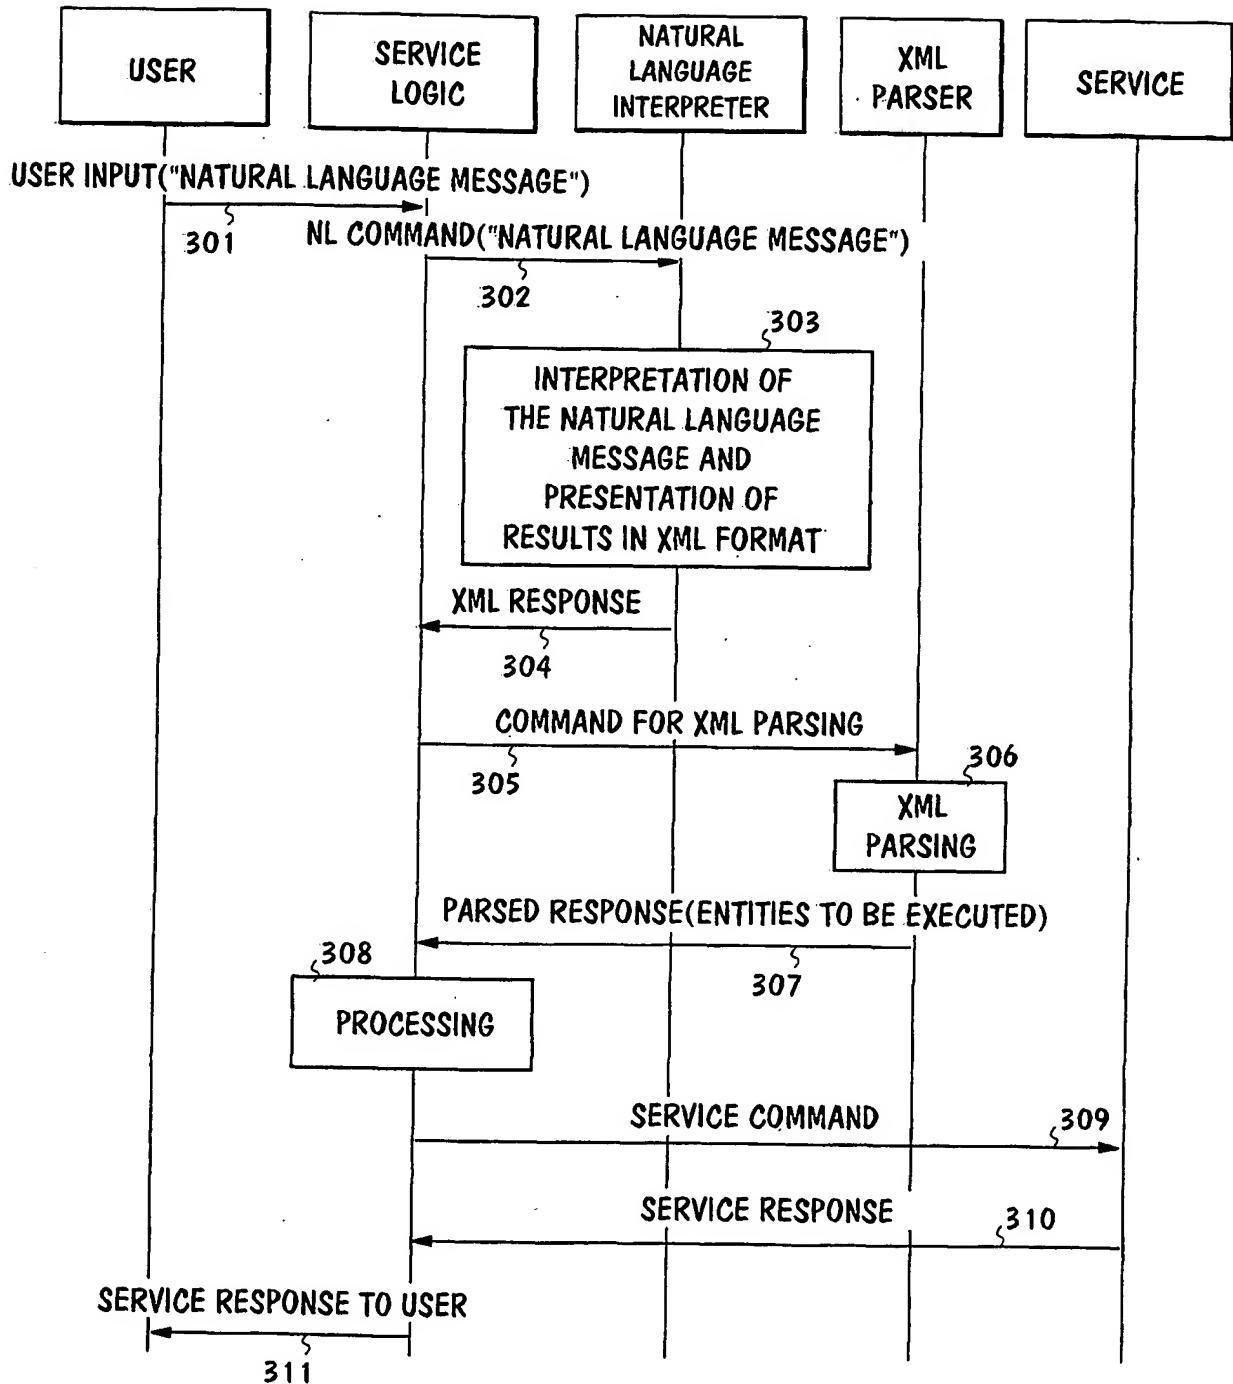 USER
SERVICE
LOGIC
NATURAL
LANGUAGE
INTERPRETER
XML
PARSER
SERVICE
USER INPUT("NATURAL LANGUAGE MESSAGE")
301
NL COMMAND("NATURAL LANGUAGE MESSAGE")
302
303
INTERPRETATION OF
THE NATURAL LANGUAGE
MESSAGE AND
PRESENTATION OF
RESULTS IN XML FORMAT
XML RESPONSE
304
COMMAND FOR XML PARSING
305
306
XML
PARSING
PARSED RESPONSE(ENTITIES TO BE EXECUTED)
307
308
PROCESSING
SERVICE COMMAND
309
SERVICE RESPONSE
310
SERVICE RESPONSE TO USER
311